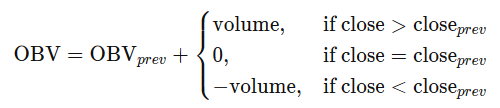 volume, if close > close_prev
OBV = OBV_prev + { 0, if close = close_prev
−volume, if close < close_prev